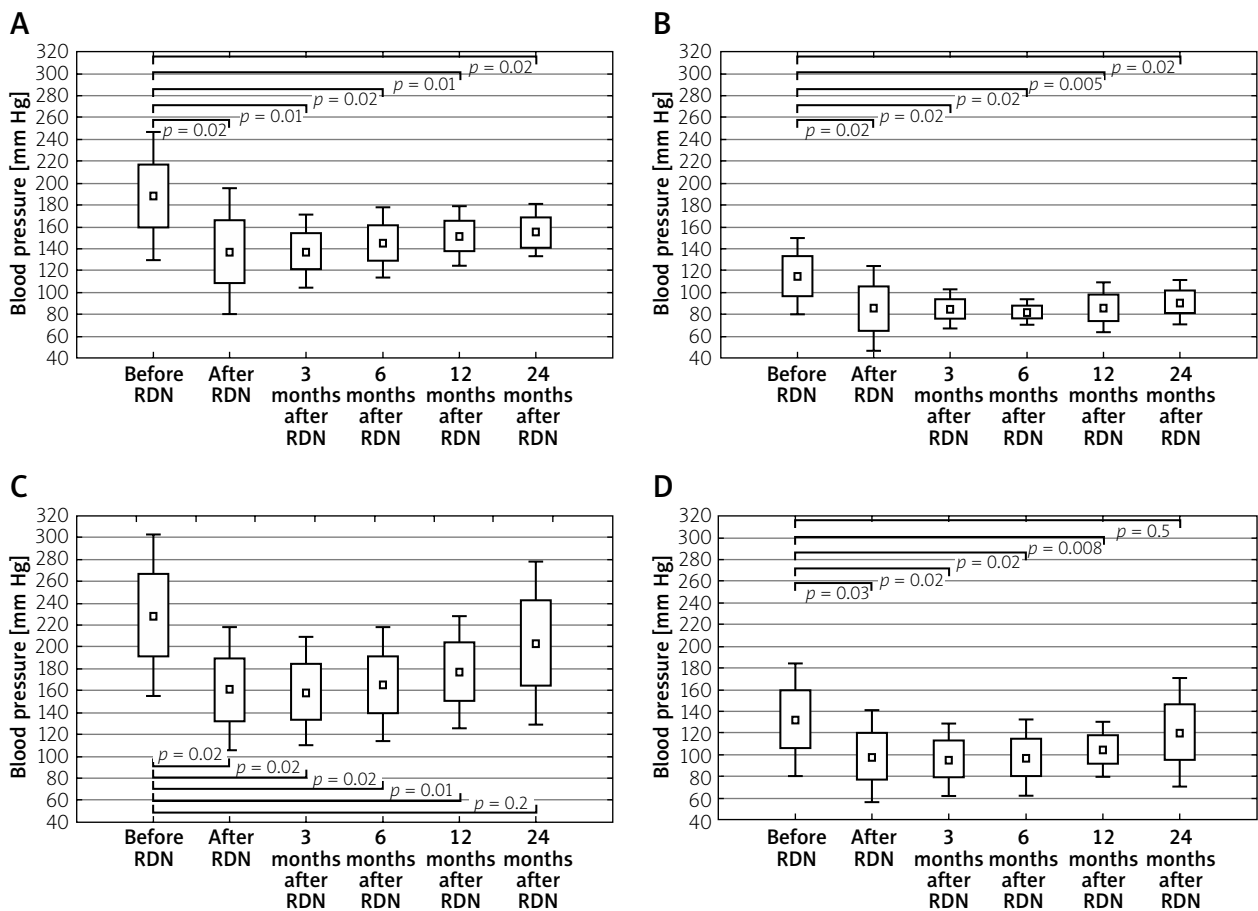 A
Blood pressure [mm Hg]
320
300
280
260
240
220
200
180
160
140
120
100
80
60
40
p = 0.02
p = 0.01
p = 0.01
p = 0.02
p = 0.01
p = 0.02
Before RDN
After RDN
3 months after RDN
6 months after RDN
12 months after RDN
24 months after RDN
B
Blood pressure [mm Hg]
320
300
280
260
240
220
200
180
160
140
120
100
80
60
40
p = 0.02
p = 0.005
p = 0.02
p = 0.02
p = 0.02
Before RDN
After RDN
3 months after RDN
6 months after RDN
12 months after RDN
24 months after RDN
C
Blood pressure [mm Hg]
320
300
280
260
240
220
200
180
160
140
120
100
80
60
40
p = 0.02
p = 0.02
p = 0.02
p = 0.01
p = 0.2
Before RDN
After RDN
3 months after RDN
6 months after RDN
12 months after RDN
24 months after RDN
D
Blood pressure [mm Hg]
320
300
280
260
240
220
200
180
160
140
120
100
80
60
40
p = 0.5
p = 0.008
p = 0.02
p = 0.02
p = 0.03
Before RDN
After RDN
3 months after RDN
6 months after RDN
12 months after RDN
24 months after RDN